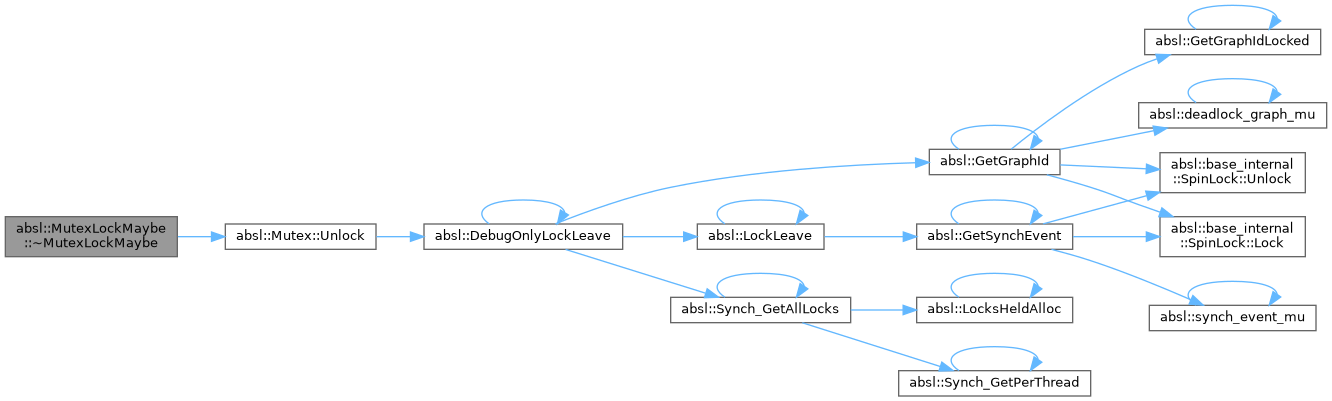 absl::MutexLockMaybe
::~MutexLockMaybe
absl::Mutex::Unlock
absl::DebugOnlyLockLeave
absl::GetGraphId
absl::LockLeave
absl::Synch_GetAllLocks
absl::GetSynchEvent
absl::LocksHeldAlloc
absl::Synch_GetPerThread
absl::GetGraphIdLocked
absl::deadlock_graph_mu
absl::base_internal
::SpinLock::Unlock
absl::base_internal
::SpinLock::Lock
absl::synch_event_mu